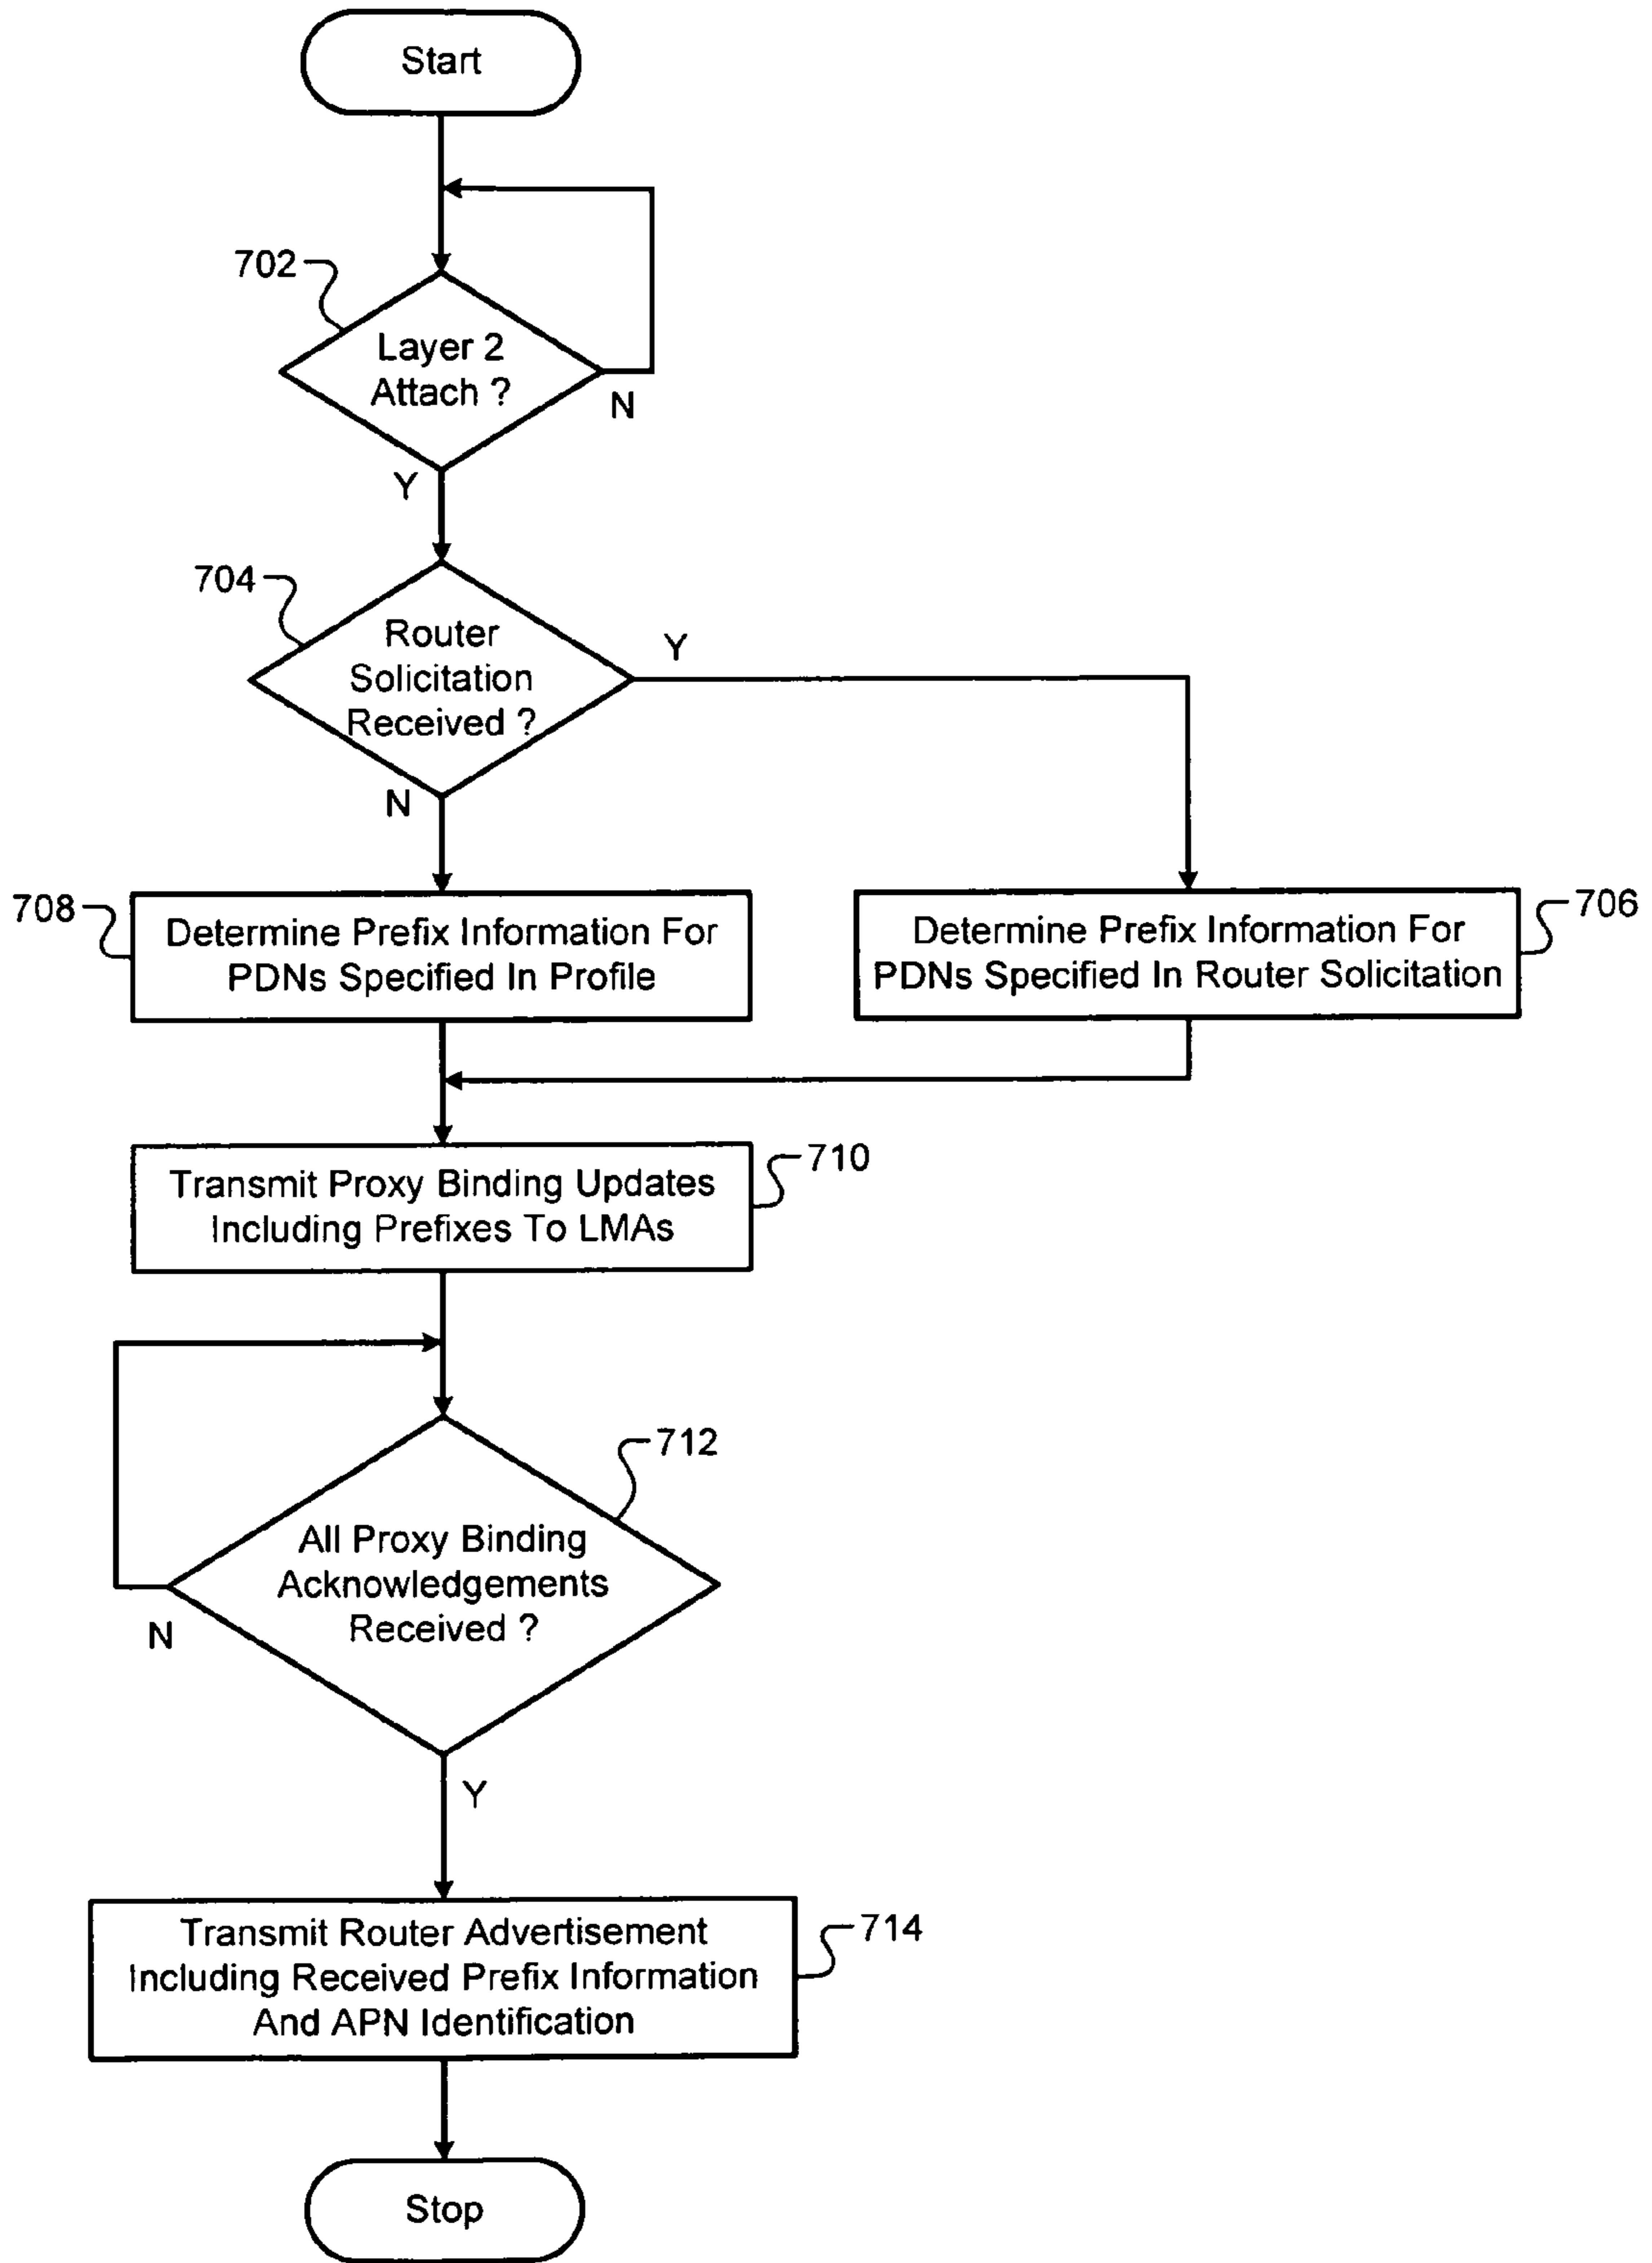 Start
702
Layer 2
Attach ?
N
Y
704
Router
Solicitation
Received ?
Y
N
708
Determine Prefix Information For
PDNs Specified In Profile
Determine Prefix Information For
PDNs Specified In Router Solicitation
706
Transmit Proxy Binding Updates
Including Prefixes To LMAs
710
712
All Proxy Binding
Acknowledgements
Received ?
N
Y
Transmit Router Advertisement
Including Received Prefix Information
And APN Identification
714
Stop